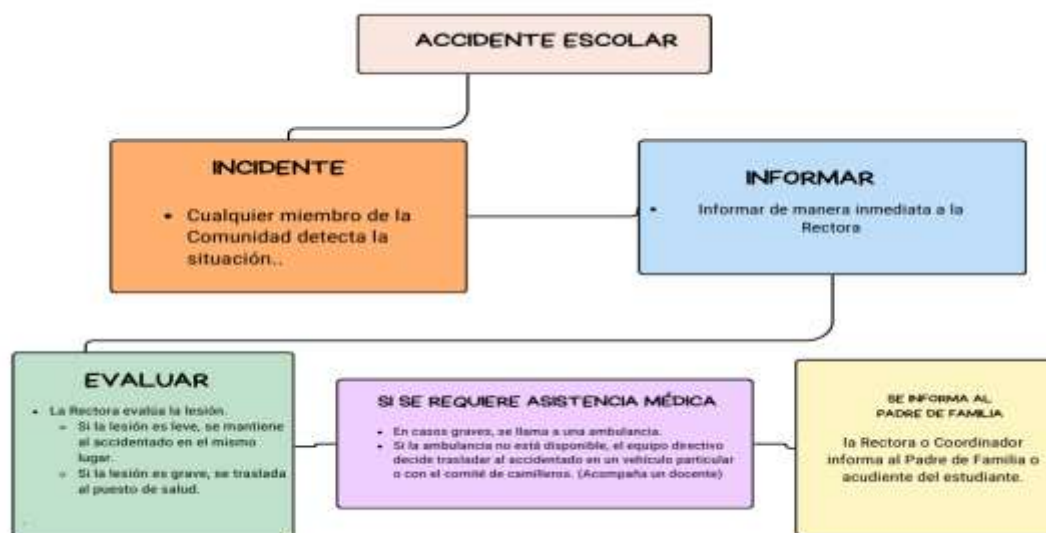 ACCIDENTE ESCOLAR
INCIDENTE
• Cualquier miembro de la
Comunidad detecta la
situación..
INFORMAR
• Informar de manera inmediata a la
Rectora
EVALUAR
• La Rectora evalúa la lesión.
○ Si la lesión es leve, se mantiene
al accidentado en el mismo
lugar.
○ Si la lesión es grave, se traslada
al puesto de salud.
SI SE REQUIERE ASISTENCIA MÉDICA
• En casos graves, se llama a una ambulancia.
• Si la ambulancia no está disponible, el equipo directivo
decide trasladar al accidentado en un vehículo particular
o con el comité de camilleros. (Acompaña un docente)
SE INFORMA AL
PADRE DE FAMILIA
la Rectora o Coordinador
informa al Padre de Familia o
acudiente del estudiante.